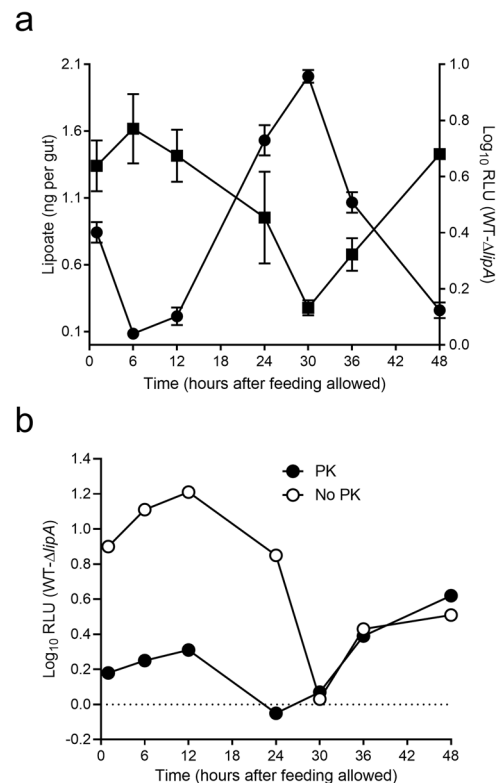 a
2.1
1.6
1.1
0.6
0.1
Lipoate (ng per gut)
1.0
0.8
0.6
0.4
0.2
0.0
Log10 RLU (WT-ΔlipA)
0 6 12 24 30 36 42 48
Time (hours after feeding allowed)
b
1.4
1.2
1.0
0.8
0.6
0.4
0.2
0.0
-0.2
Log10 RLU (WT-ΔlipA)
PK
No PK
0 6 12 24 30 36 42 48
Time (hours after feeding allowed)